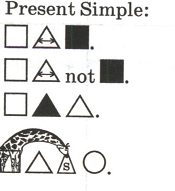 Present Simple:
.
not .
.
S .